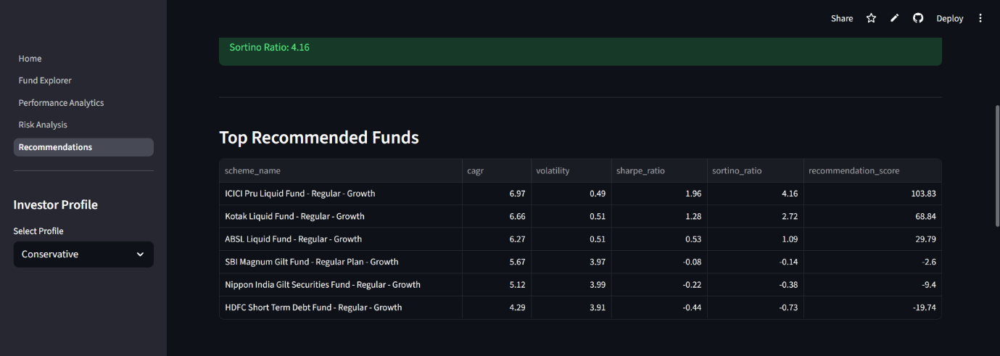 Share Deploy
Home
Fund Explorer
Performance Analytics
Risk Analysis
Recommendations
Investor Profile
Select Profile
Conservative
Sortino Ratio: 4.16
Top Recommended Funds
scheme_name cagr volatility sharpe_ratio sortino_ratio recommendation_score
ICICI Pru Liquid Fund - Regular - Growth 6.97 0.49 1.96 4.16 103.83
Kotak Liquid Fund - Regular - Growth 6.66 0.51 1.28 2.72 68.84
ABSL Liquid Fund - Regular - Growth 6.27 0.51 0.53 1.09 29.79
SBI Magnum Gilt Fund - Regular Plan - Growth 5.67 3.97 -0.08 -0.14 -2.6
Nippon India Gilt Securities Fund - Regular - Growth 5.12 3.99 -0.22 -0.38 -9.4
HDFC Short Term Debt Fund - Regular - Growth 4.29 3.91 -0.44 -0.73 -19.74